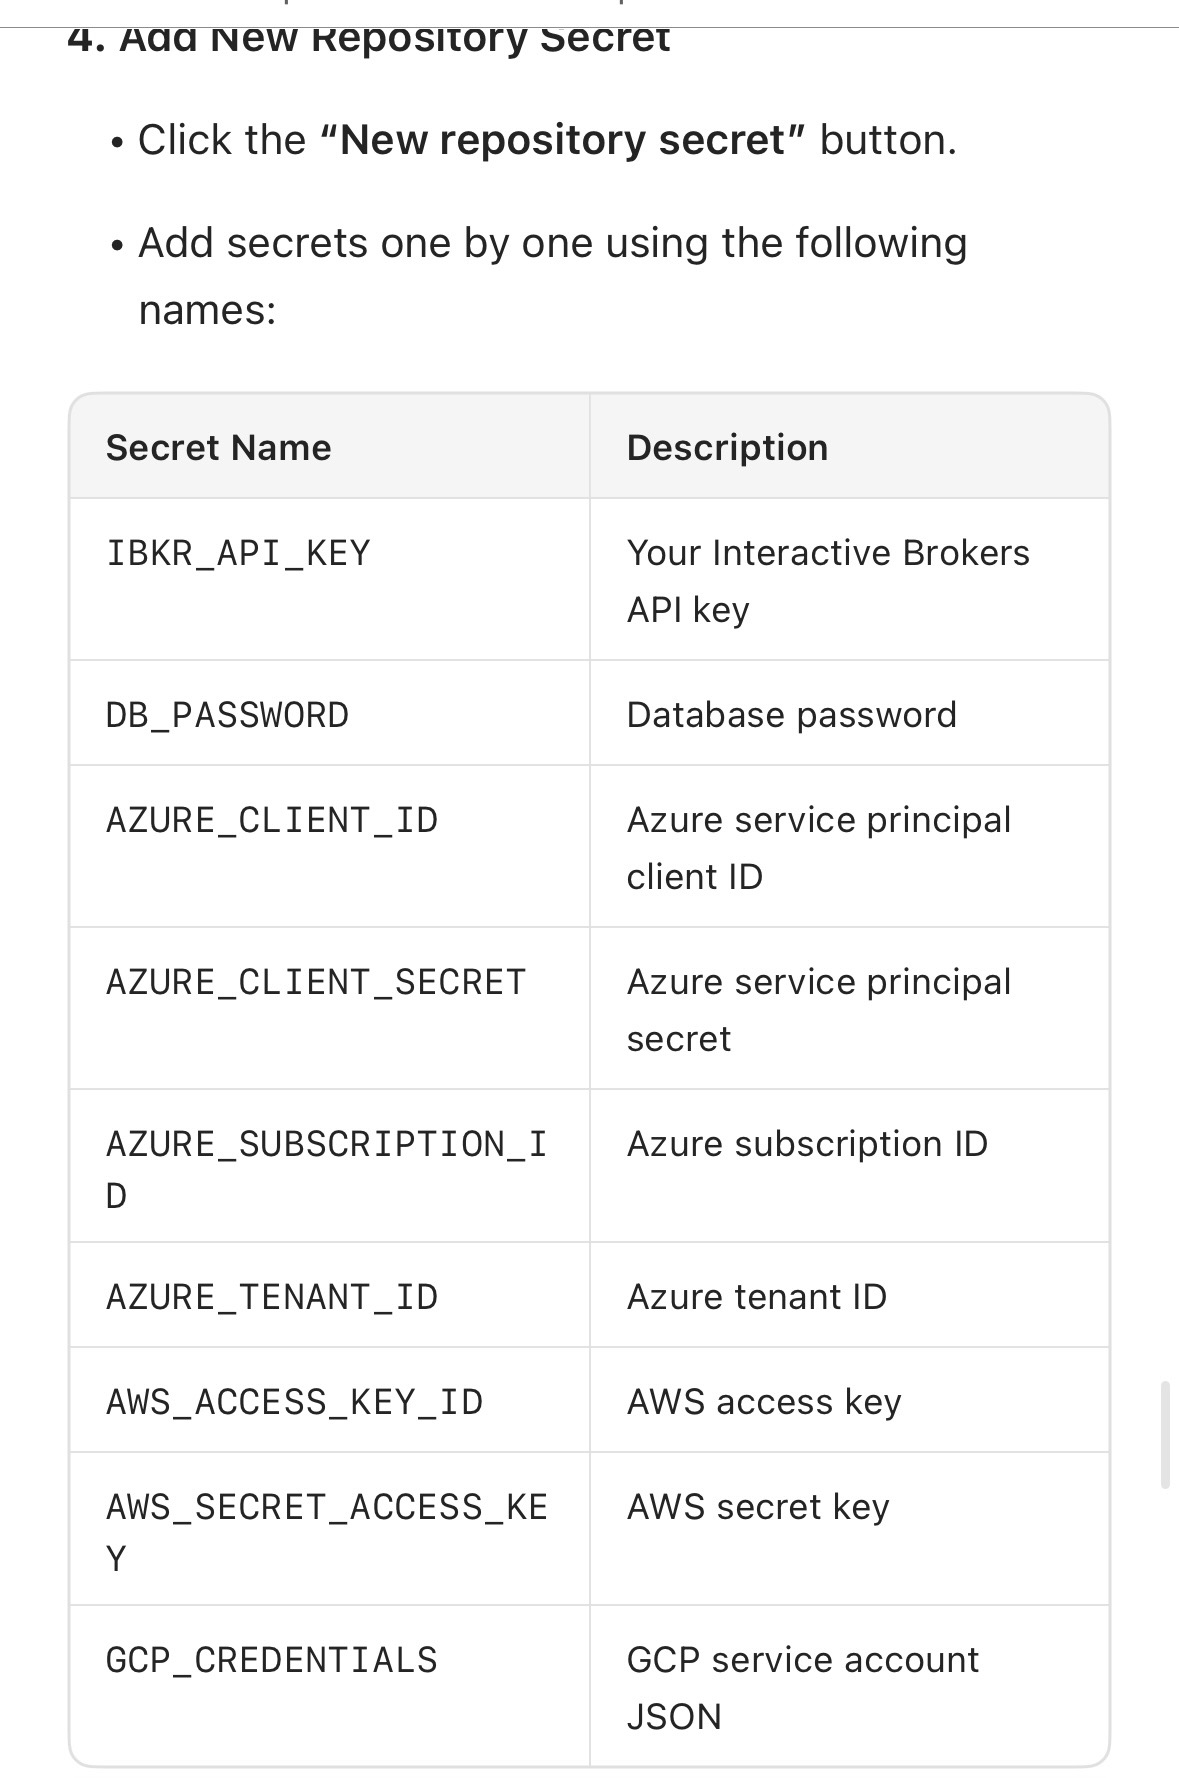 4. Add New Repository Secret
• Click the “New repository secret” button.
• Add secrets one by one using the following
names:
Secret Name
Description
IBKR_API_KEY
Your Interactive Brokers
API key
DB_PASSWORD
Database password
AZURE_CLIENT_ID
Azure service principal
client ID
AZURE_CLIENT_SECRET
Azure service principal
secret
AZURE_SUBSCRIPTION_I
D
Azure subscription ID
AZURE_TENANT_ID
Azure tenant ID
AWS_ACCESS_KEY_ID
AWS access key
AWS_SECRET_ACCESS_KE
Y
AWS secret key
GCP_CREDENTIALS
GCP service account
JSON